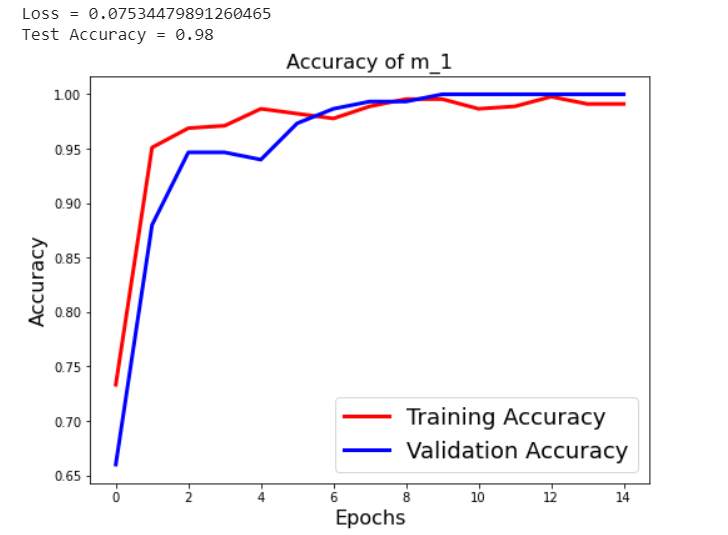 Loss = 0.07534479891260465
Test Accuracy = 0.98
Accuracy of m_1
1.00
0.95
0.90
0.85
0.80
0.75
0.70
0.65
Accuracy
Training Accuracy
Validation Accuracy
0 2 4 6 8 10 12 14
Epochs